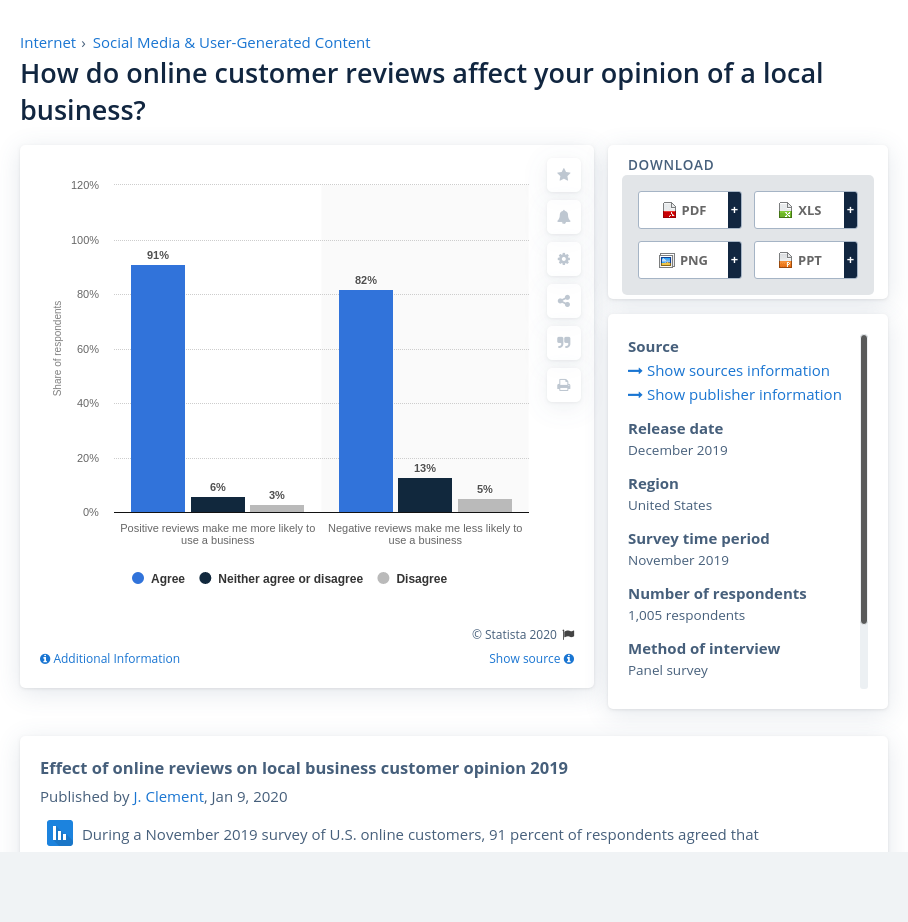 Internet › Social Media & User-Generated Content
How do online customer reviews affect your opinion of a local
business?
120%
100%
80%
60%
40%
20%
0%
Share of respondents
91%
6%
3%
82%
13%
5%
Positive reviews make me more likely to
use a business
Negative reviews make me less likely to
use a business
Agree
Neither agree or disagree
Disagree
© Statista 2020
Additional Information
Show source
DOWNLOAD
PDF +
XLS +
PNG +
PPT +
Source
Show sources information
Show publisher information
Release date
December 2019
Region
United States
Survey time period
November 2019
Number of respondents
1,005 respondents
Method of interview
Panel survey
Effect of online reviews on local business customer opinion 2019
Published by J. Clement, Jan 9, 2020
During a November 2019 survey of U.S. online customers, 91 percent of respondents agreed that